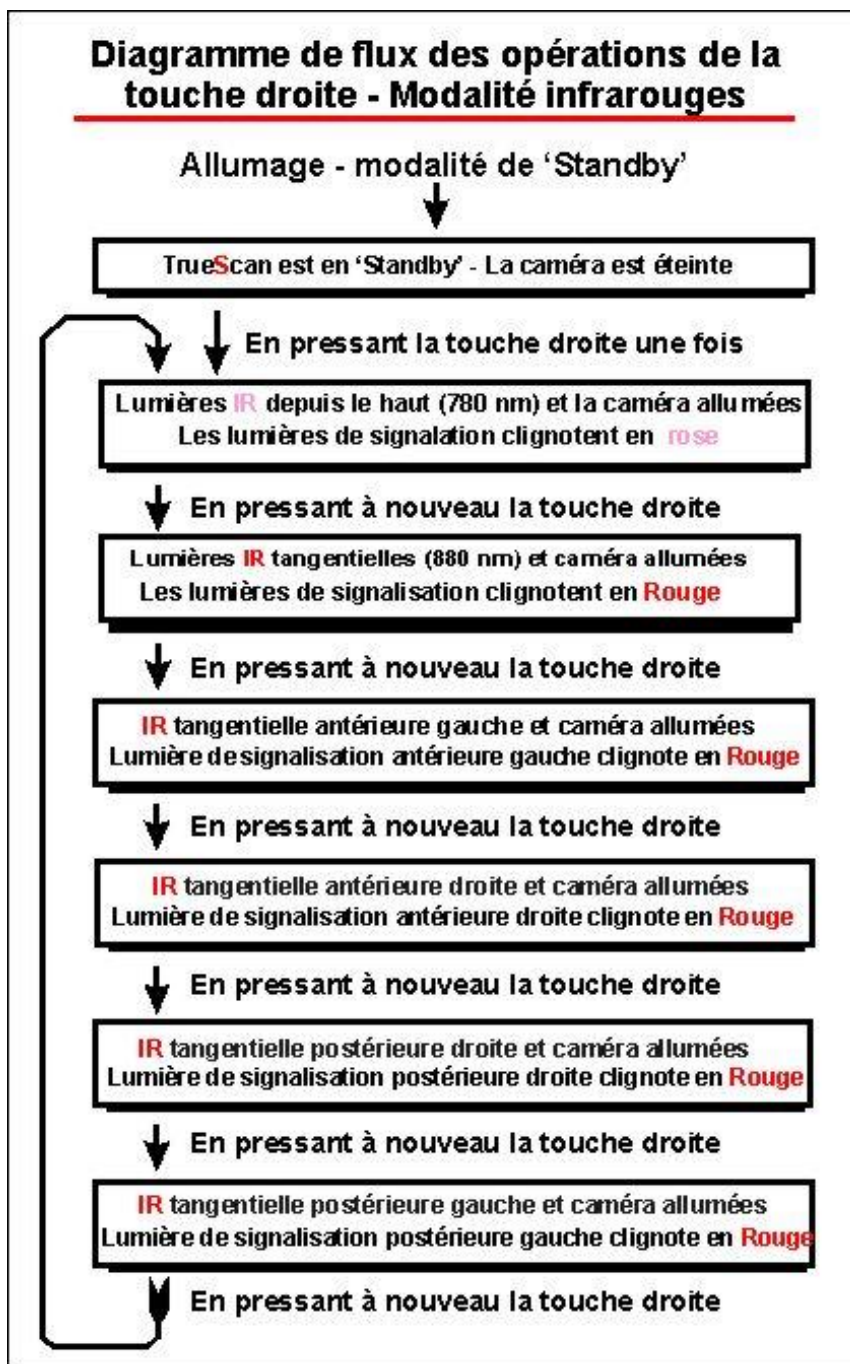 Diagramme de flux des opérations de la
touche droite - Modalité infrarouges
Allumage - modalité de ‘Standby’
TrueScan est en ‘Standby’ - La caméra est éteinte
En pressant la touche droite une fois
Lumières IR depuis le haut (780 nm) et la caméra allumées
Les lumières de signalation clignotent en rose
En pressant à nouveau la touche droite
Lumières IR tangentielles (880 nm) et caméra allumées
Les lumières de signalisation clignotent en Rouge
En pressant à nouveau la touche droite
IR tangentielle antérieure gauche et caméra allumées
Lumière de signalisation antérieure gauche clignote en Rouge
En pressant à nouveau la touche droite
IR tangentielle antérieure droite et caméra allumées
Lumière de signalisation antérieure droite clignote en Rouge
En pressant à nouveau la touche droite
IR tangentielle postérieure droite et caméra allumées
Lumière de signalisation postérieure droite clignote en Rouge
En pressant à nouveau la touche droite
IR tangentielle postérieure gauche et caméra allumées
Lumière de signalisation postérieure gauche clignote en Rouge
En pressant à nouveau la touche droite